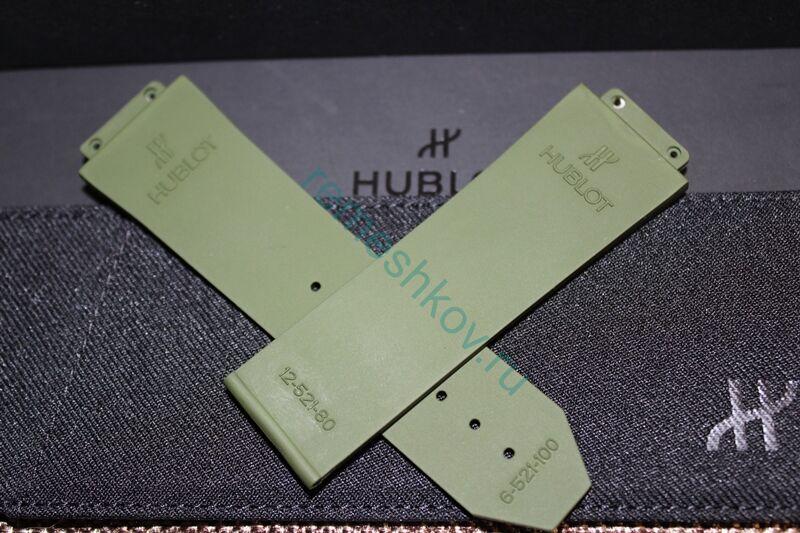 HUBLOT
HUBLOT
HUBLOT
remeshkov.ru
12-521-80
6-521-100